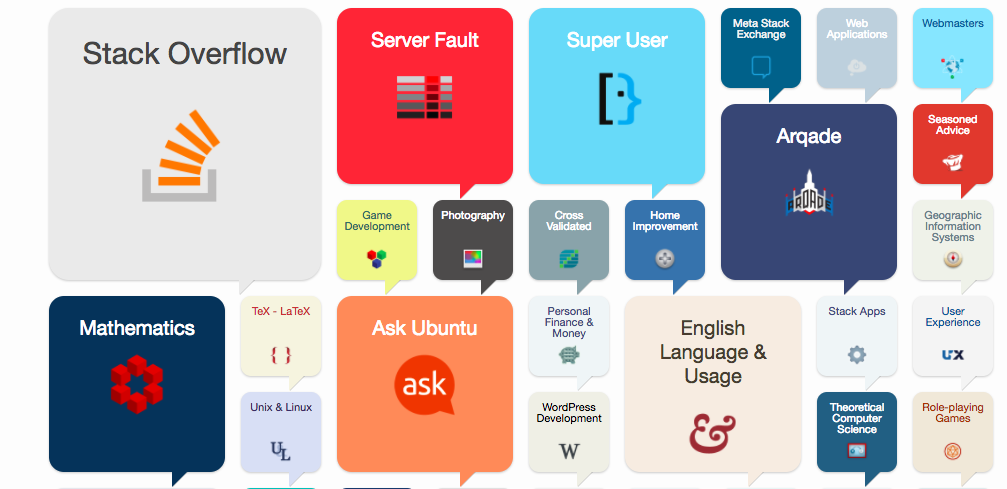 Stack Overflow
Server Fault
Super User
Meta Stack
Exchange
Web
Applications
Webmasters
Arqade
ARQADE
Seasoned
Advice
Game
Development
Photography
Cross
Validated
Home
Improvement
Geographic
Information
Systems
Mathematics
TeX - LaTeX
{ }
Ask Ubuntu
ask
Personal
Finance &
Money
English
Language &
Usage
&
Stack Apps
User
Experience
UX
Unix & Linux
UL
WordPress
Development
W
Theoretical
Computer
Science
Role-playing
Games